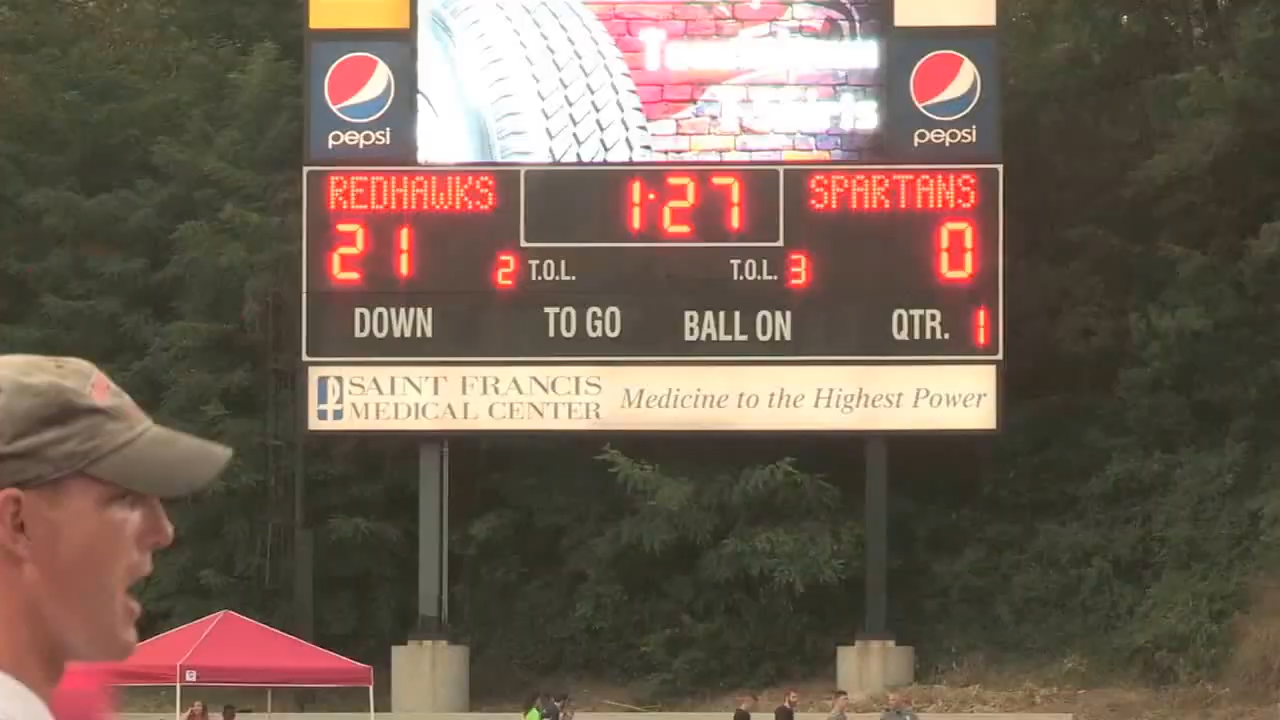 pepsi
pepsi
REDHAWKS 1:27 SPARTANS
21 0
2 T.O.L. T.O.L. 3
DOWN TO GO BALL ON QTR. 1
SAINT FRANCIS
MEDICAL CENTER
Medicine to the Highest Power